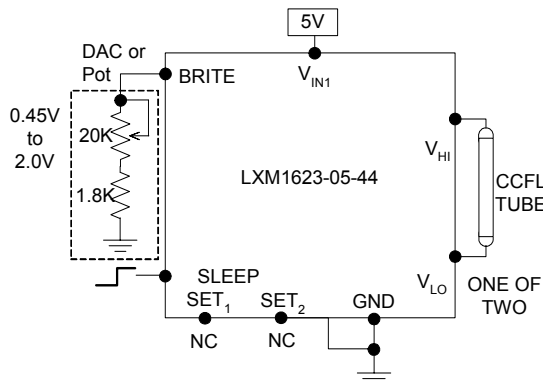 5V
DAC or
Pot
BRITE
V_IN1
0.45V
to
2.0V
20K
V_HI
LXM1623-05-44
1.8K
CCFL
TUBE
SLEEP
V_LO
ONE OF
TWO
SET_1
SET_2
GND
NC
NC